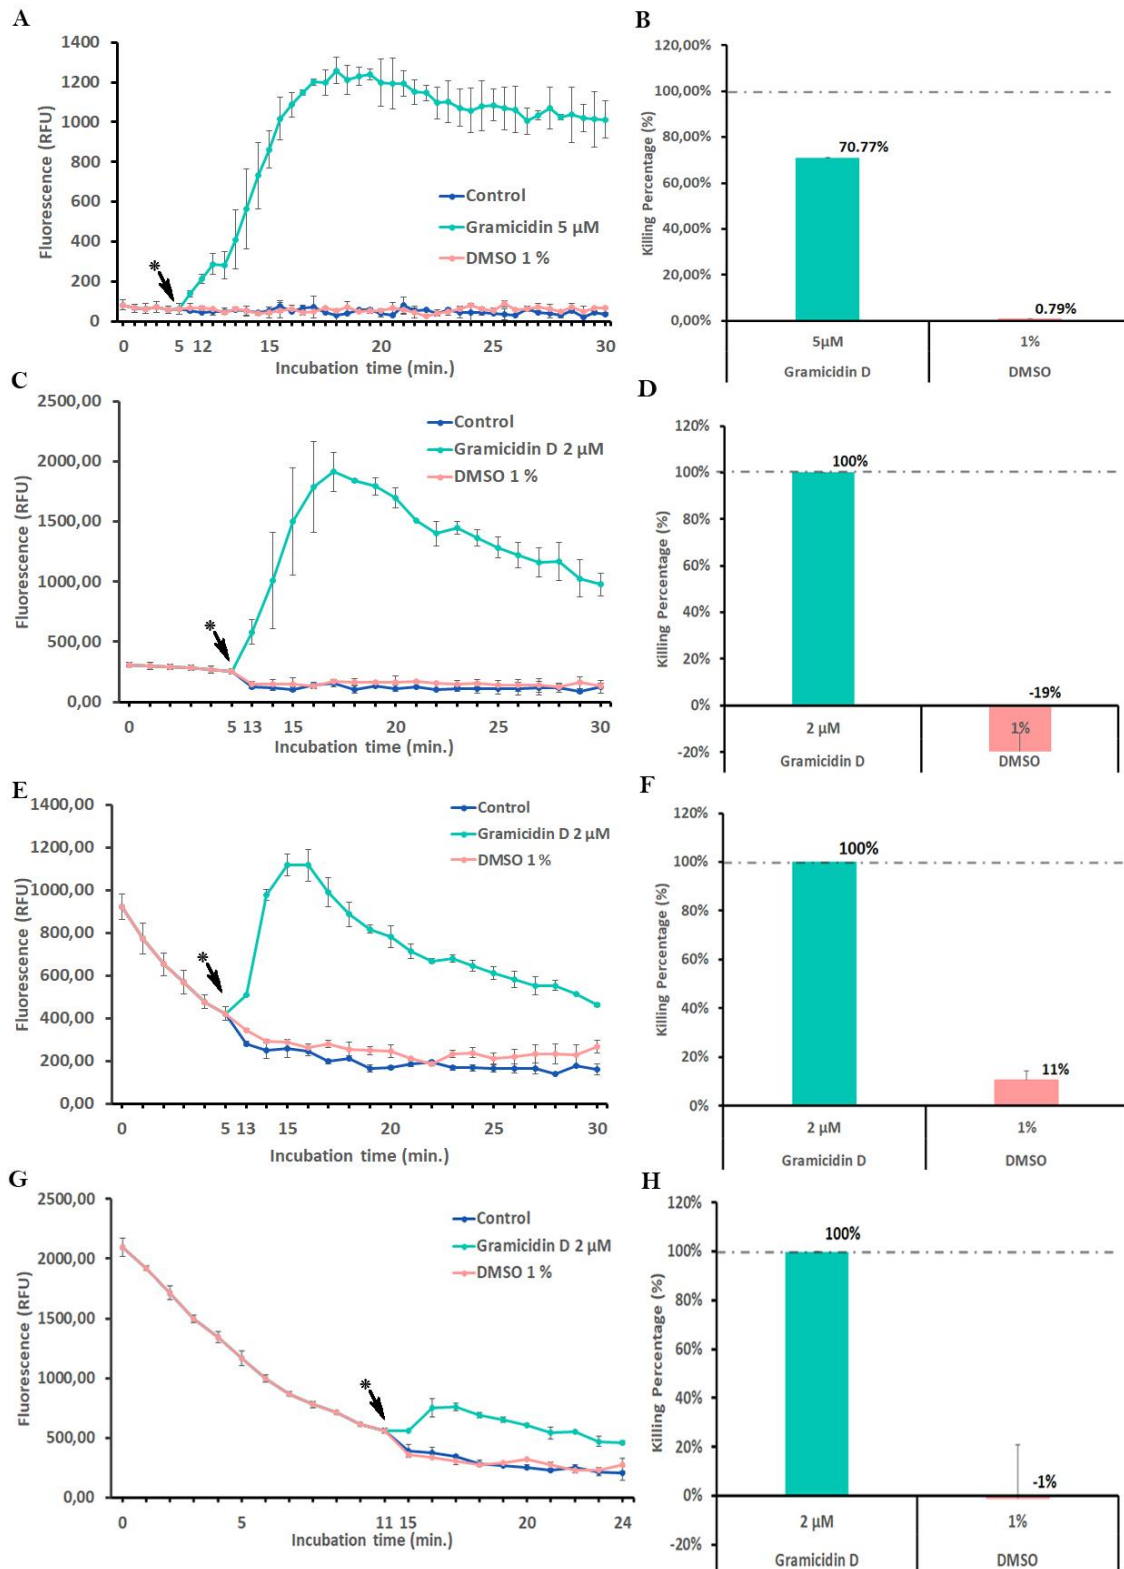 A
1400
1200
1000
800
600
400
200
0
Fluorescence (RFU)
*
Control
Gramicidin 5 µM
DMSO 1 %
0 5 12 15 20 25 30
Incubation time (min.)
B
120,00%
100,00%
80,00%
60,00%
40,00%
20,00%
0,00%
Killing Percentage (%)
70.77%
0.79%
5µM 1%
Gramicidin D DMSO
C
2500,00
2000,00
1500,00
1000,00
500,00
0,00
Fluorescence (RFU)
*
Control
Gramicidin D 2 µM
DMSO 1 %
0 5 13 15 20 25 30
Incubation time (min.)
D
120%
100%
80%
60%
40%
20%
0%
-20%
Killing Percentage (%)
100%
-19%
2 µM 1%
Gramicidin D DMSO
E
1400,00
1200,00
1000,00
800,00
600,00
400,00
200,00
0,00
Fluorescence (RFU)
*
Control
Gramicidin D 2 µM
DMSO 1 %
0 5 13 15 20 25 30
Incubation time (min.)
F
120%
100%
80%
60%
40%
20%
0%
Killing Percentage (%)
100%
11%
2 µM 1%
Gramicidin D DMSO
G
2500,00
2000,00
1500,00
1000,00
500,00
0,00
Fluorescence (RFU)
*
Control
Gramicidin D 2 µM
DMSO 1 %
0 5 11 15 20 24
Incubation time (min.)
H
120%
100%
80%
60%
40%
20%
0%
-20%
Killing Percentage (%)
100%
-1%
2 µM 1%
Gramicidin D DMSO